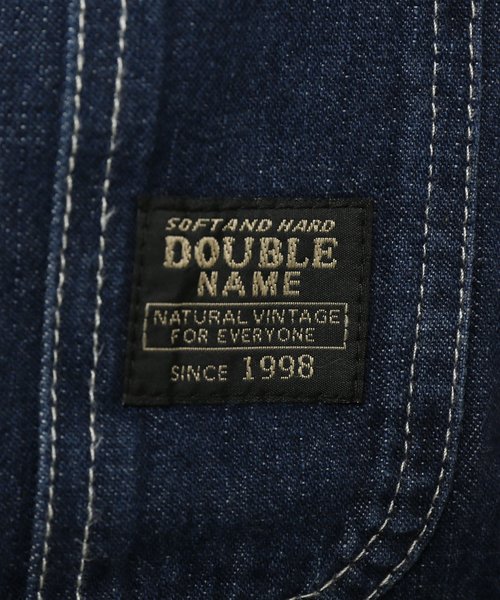 SOFT AND HARD
DOUBLE
NAME
NATURAL VINTAGE
FOR EVERYONE
SINCE 1998